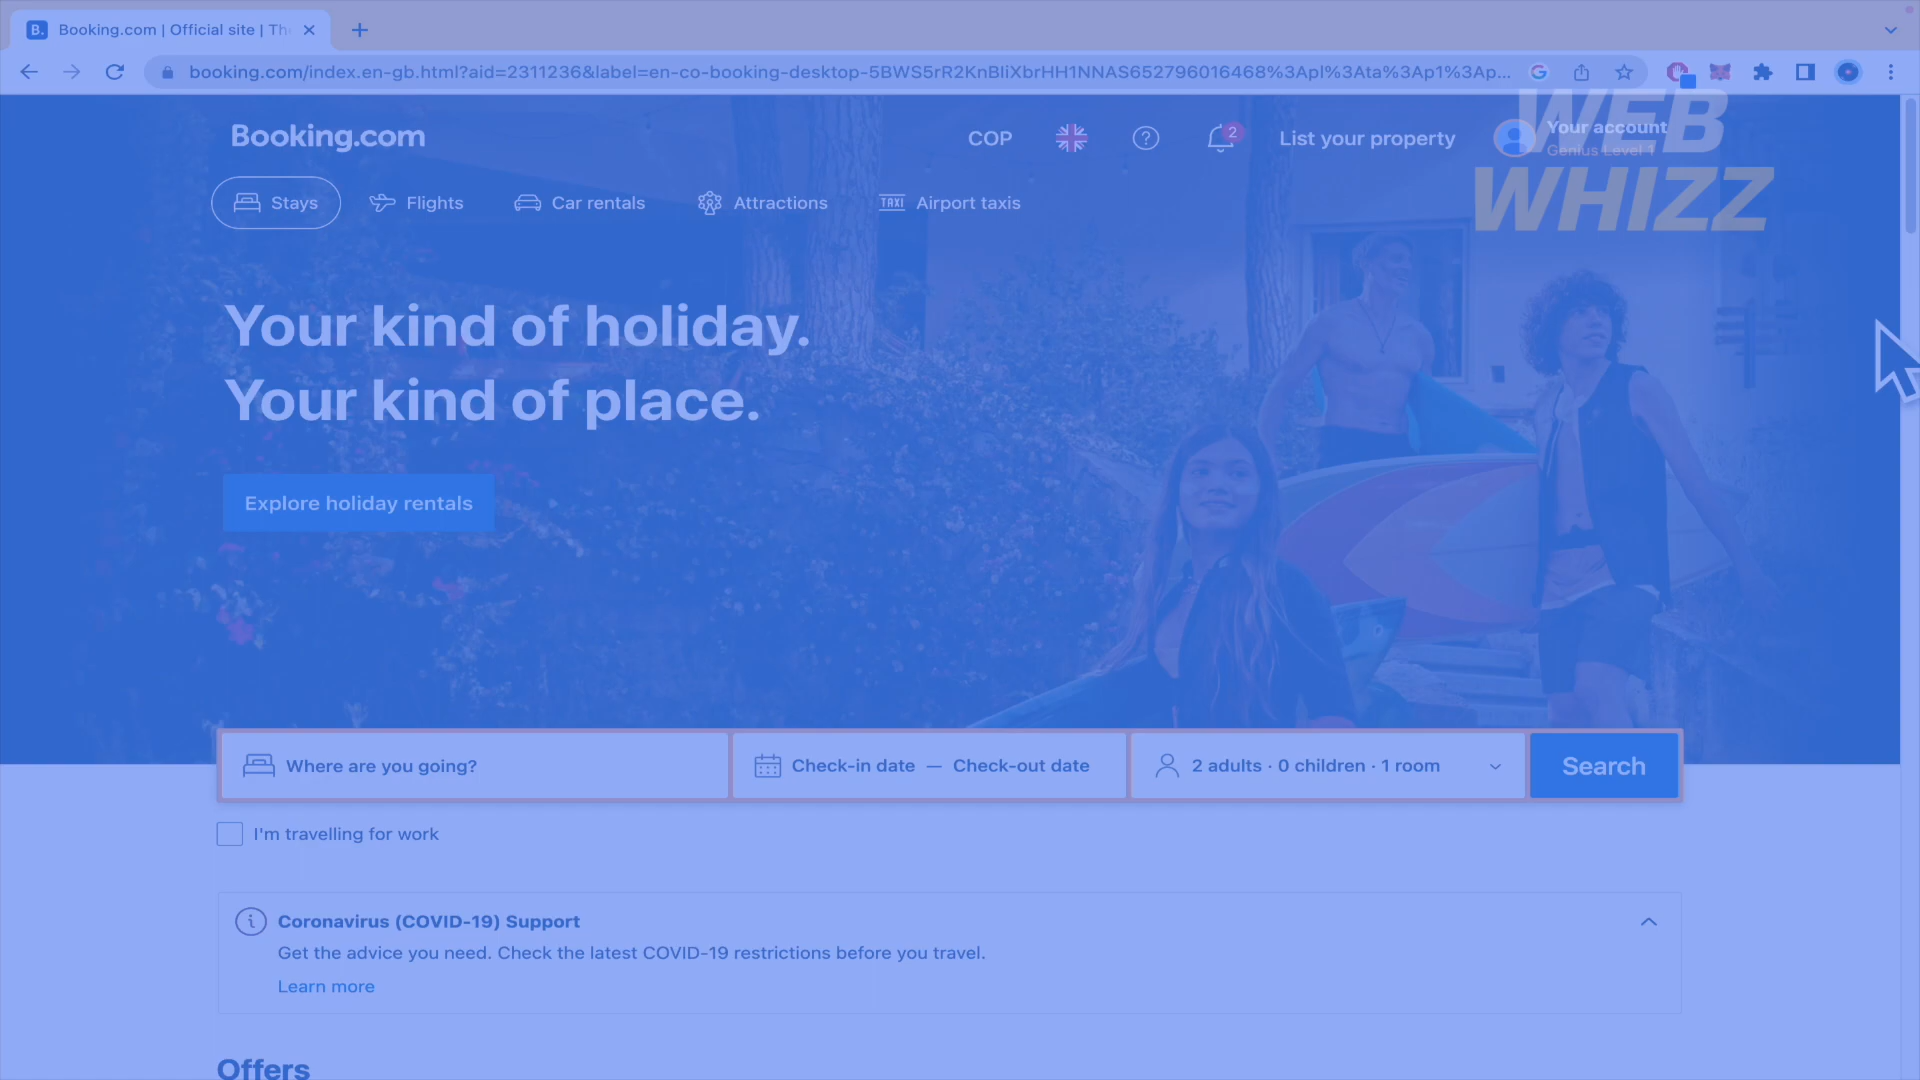 B. Booking.com | Official site | Th
booking.com/index.en-gb.html?aid=2311236&label=en-co-booking-desktop-5BWS5rR2KnBIiXbrHH1NNAS652796016468%3Apl%3Ata%3Ap1%3Ap...
Booking.com
COP
2
List your property
Your account
Genius Level 1
WEB
WHIZZ
Stays
Flights
Car rentals
Attractions
TAXI Airport taxis
Your kind of holiday.
Your kind of place.
Explore holiday rentals
Where are you going?
Check-in date — Check-out date
2 adults · 0 children · 1 room
Search
I'm travelling for work
Coronavirus (COVID-19) Support
Get the advice you need. Check the latest COVID-19 restrictions before you travel.
Learn more
Offers